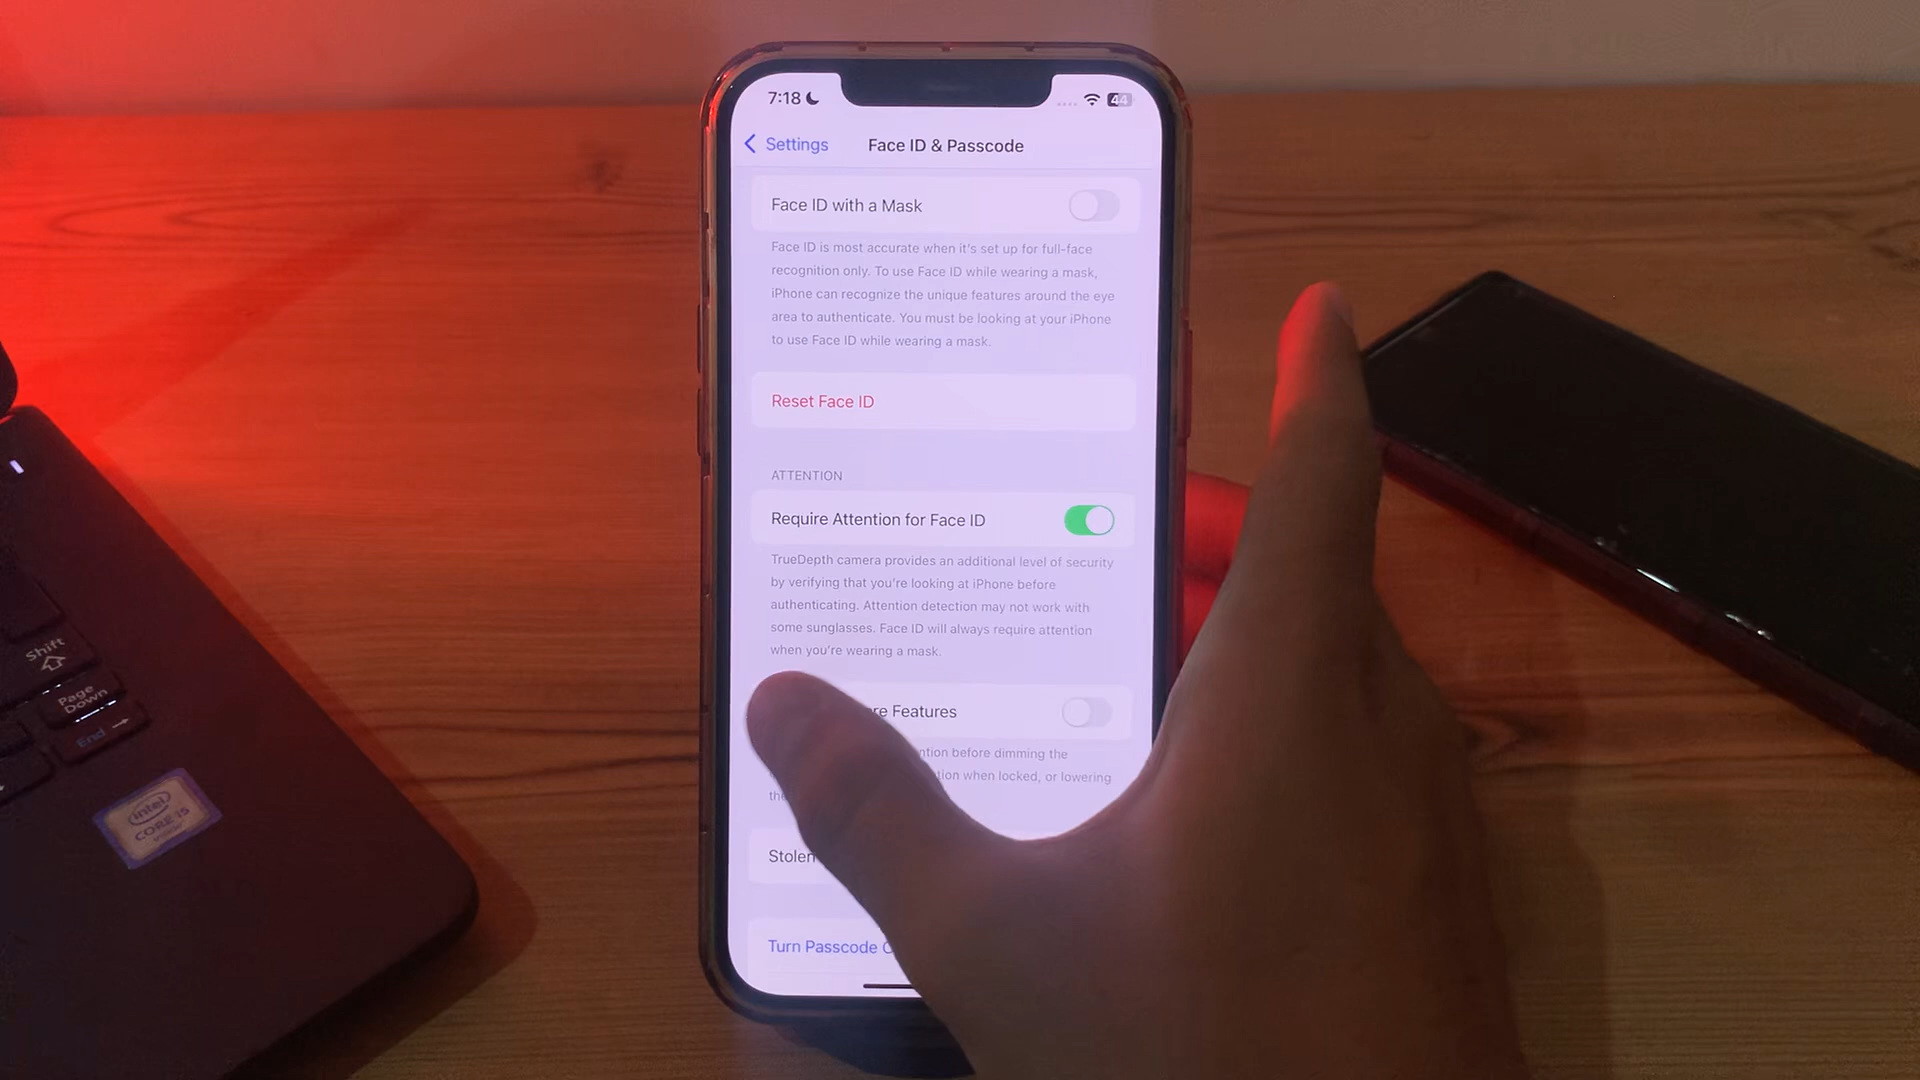 7:18
44
Settings
Face ID & Passcode
Face ID with a Mask
Face ID is most accurate when it's set up for full-face
recognition only. To use Face ID while wearing a mask,
iPhone can recognize the unique features around the eye
area to authenticate. You must be looking at your iPhone
to use Face ID while wearing a mask.
Reset Face ID
ATTENTION
Require Attention for Face ID
TrueDepth camera provides an additional level of security
by verifying that you're looking at iPhone before
authenticating. Attention detection may not work with
some sunglasses. Face ID will always require attention
when you're wearing a mask.
Features
before dimming the
when locked, or lowering
Stolen
Turn Passcode
Shift
Page
Down
End
intel
CORE i5
inside